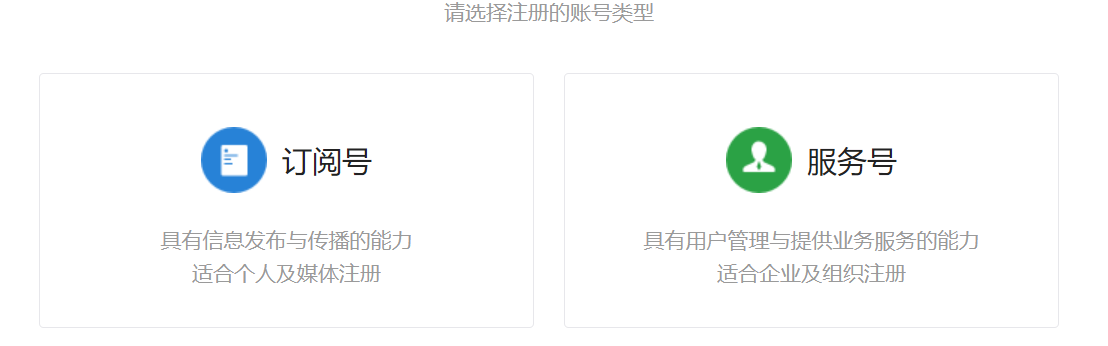 请选择注册的账号类型
订阅号
具有信息发布与传播的能力
适合个人及媒体注册
服务号
具有用户管理与提供业务服务的能力
适合企业及组织注册